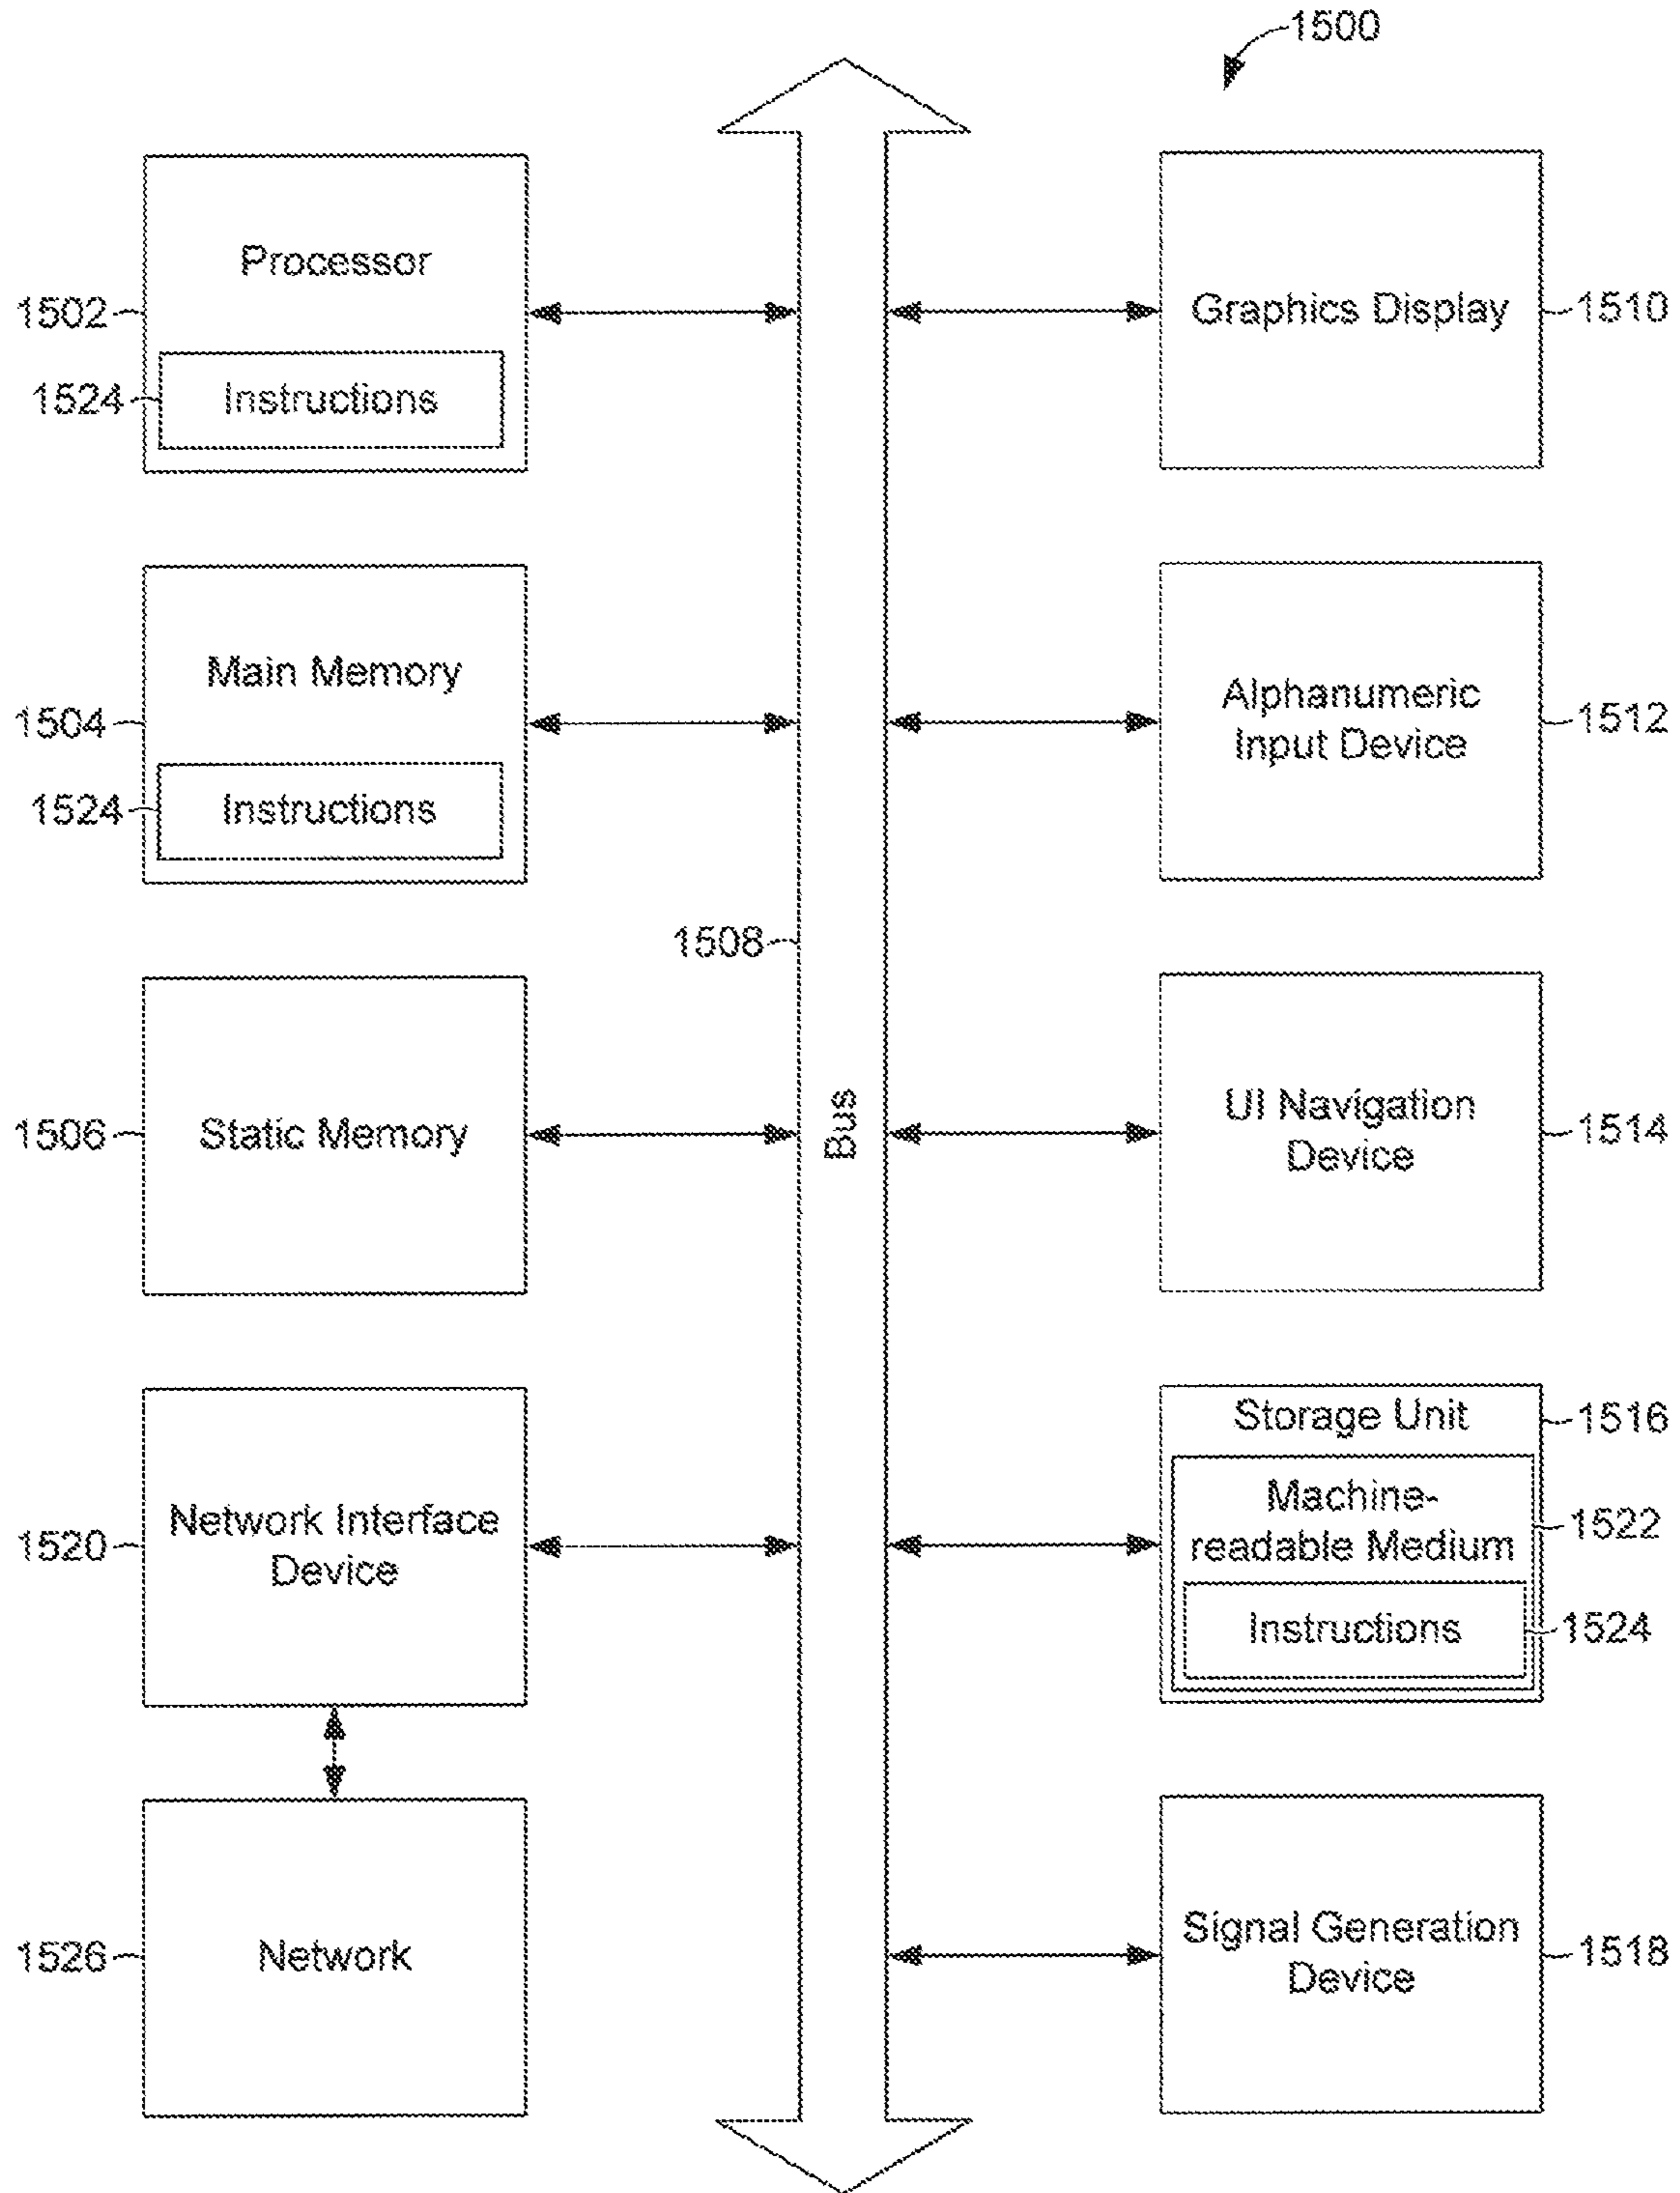 1500
Processor
1502
1524
Instructions
Main Memory
1504
1524
Instructions
1506
Static Memory
1520
Network Interface
Device
1526
Network
1508
Bus
Graphics Display
1510
Alphanumeric
Input Device
1512
UI Navigation
Device
1514
Storage Unit
1516
Machine-
readable Medium
1522
Instructions
1524
Signal Generation
Device
1518